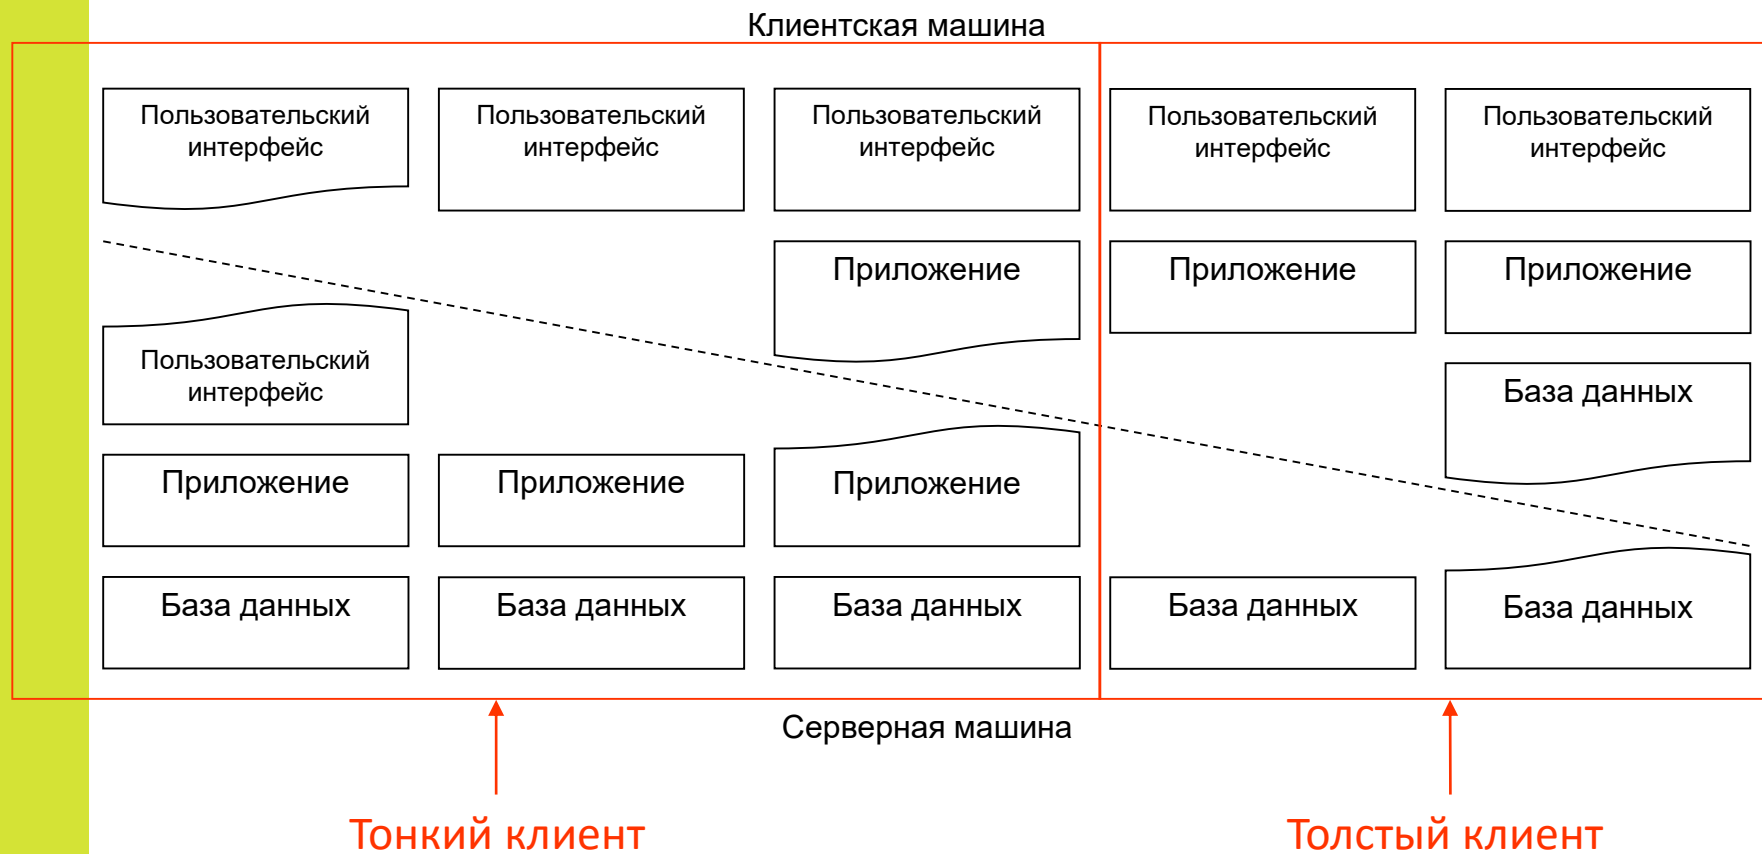 Клиентская машина
Пользовательский
интерфейс
Пользовательский
интерфейс
Пользовательский
интерфейс
Пользовательский
интерфейс
Пользовательский
интерфейс
Приложение
Приложение
Приложение
Пользовательский
интерфейс
База данных
Приложение
Приложение
Приложение
База данных
База данных
База данных
База данных
База данных
Серверная машина
Тонкий клиент
Толстый клиент